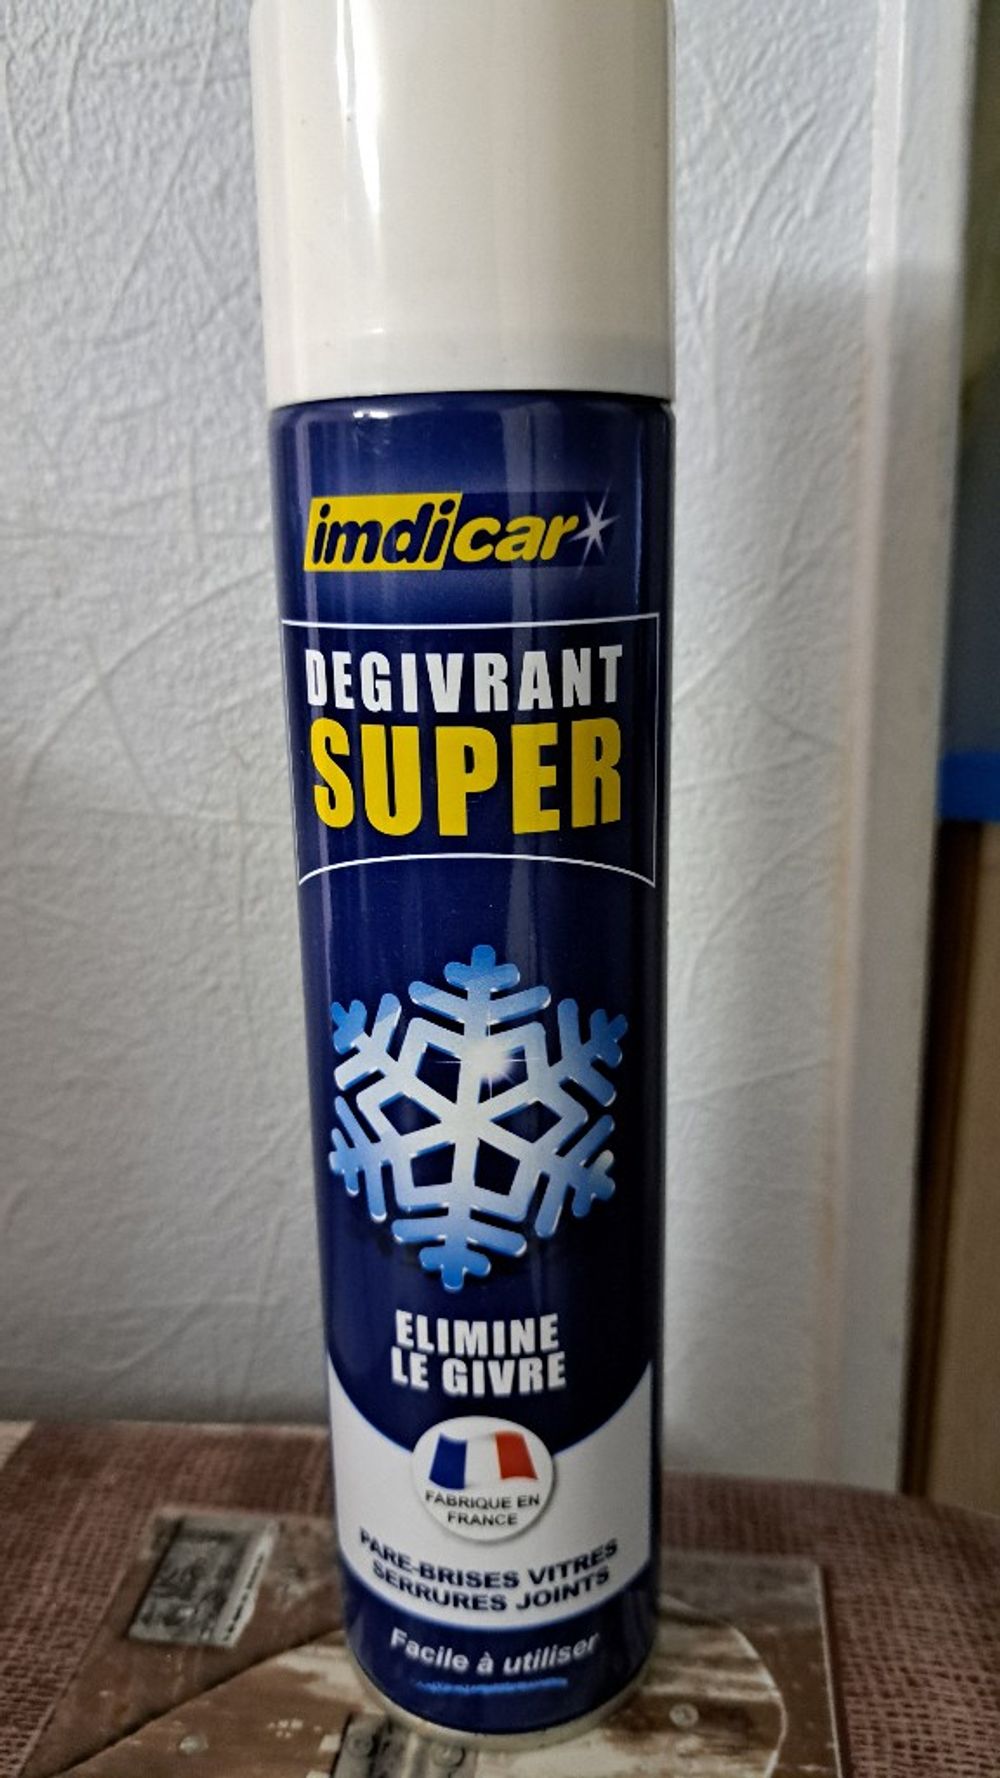 imdicar
DEGIVRANT
SUPER
ELIMINE
LE GIVRE
FABRIQUE EN
FRANCE
PARE-BRISES VITRES
SERRURES JOINTS
Facile à utiliser